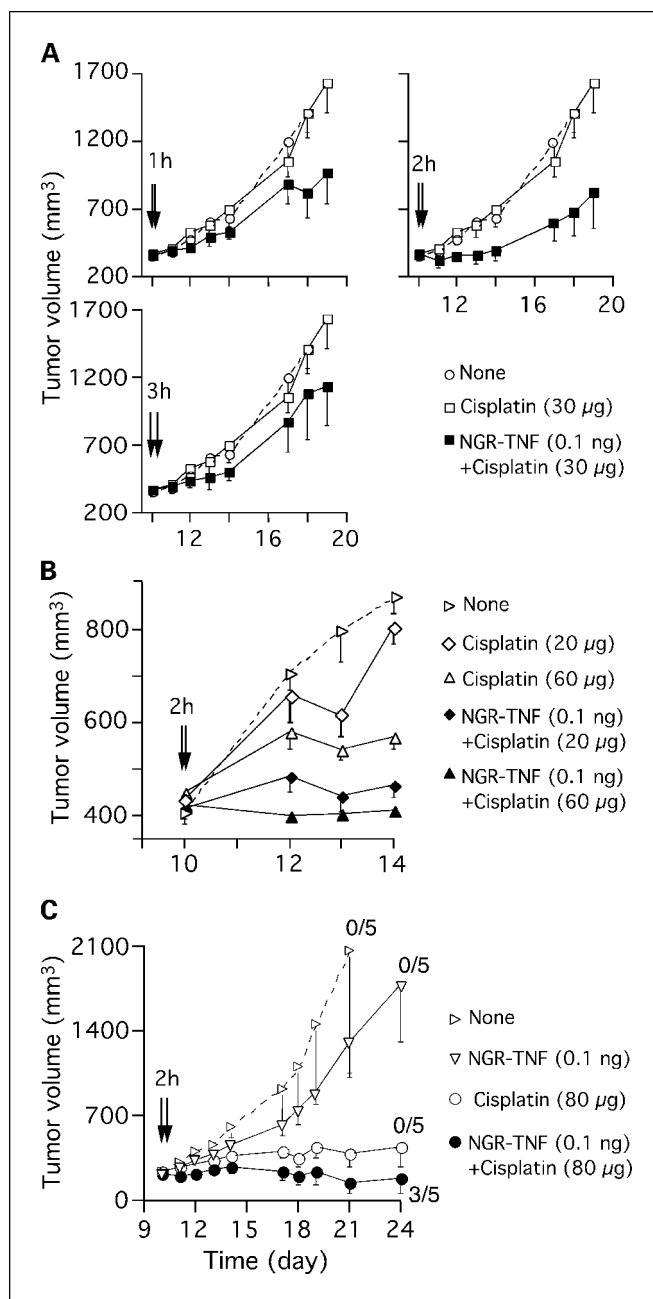 A
Tumor volume (mm³)
1700
1200
700
200
1h
2h
12
16
20
1700
1200
700
200
3h
12
16
20
None
Cisplatin (30 µg)
NGR-TNF (0.1 ng)
+Cisplatin (30 µg)
B
Tumor volume (mm³)
800
600
400
2h
10
12
14
None
Cisplatin (20 µg)
Cisplatin (60 µg)
NGR-TNF (0.1 ng)
+Cisplatin (20 µg)
NGR-TNF (0.1 ng)
+Cisplatin (60 µg)
C
Tumor volume (mm³)
2100
1400
700
0
2h
0/5
0/5
0/5
3/5
9
12
15
18
21
24
Time (day)
None
NGR-TNF (0.1 ng)
Cisplatin (80 µg)
NGR-TNF (0.1 ng)
+Cisplatin (80 µg)